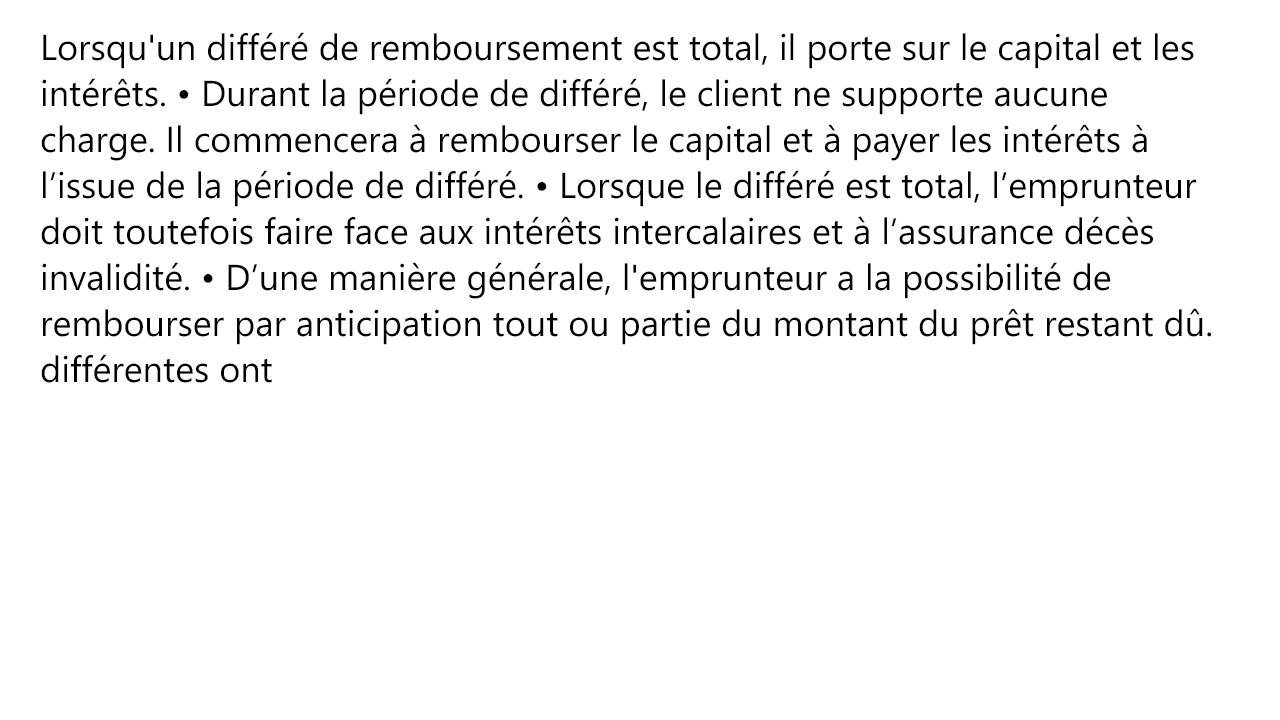 Lorsqu'un différé de remboursement est total, il porte sur le capital et les
intérêts. • Durant la période de différé, le client ne supporte aucune
charge. Il commencera à rembourser le capital et à payer les intérêts à
l’issue de la période de différé. • Lorsque le différé est total, l’emprunteur
doit toutefois faire face aux intérêts intercalaires et à l’assurance décès
invalidité. • D’une manière générale, l'emprunteur a la possibilité de
rembourser par anticipation tout ou partie du montant du prêt restant dû.
différentes ont